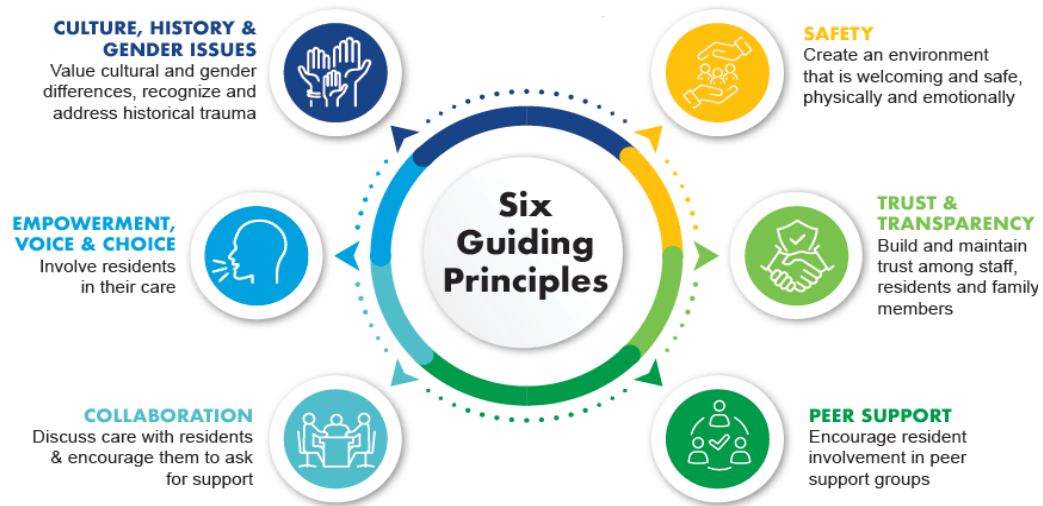 CULTURE, HISTORY &
GENDER ISSUES
Value cultural and gender
differences, recognize and
address historical trauma
SAFETY
Create an environment
that is welcoming and safe,
physically and emotionally
EMPOWERMENT,
VOICE & CHOICE
Involve residents
in their care
Six
Guiding
Principles
TRUST &
TRANSPARENCY
Build and maintain
trust among staff,
residents and family
members
COLLABORATION
Discuss care with residents
& encourage them to ask
for support
PEER SUPPORT
Encourage resident
involvement in peer
support groups